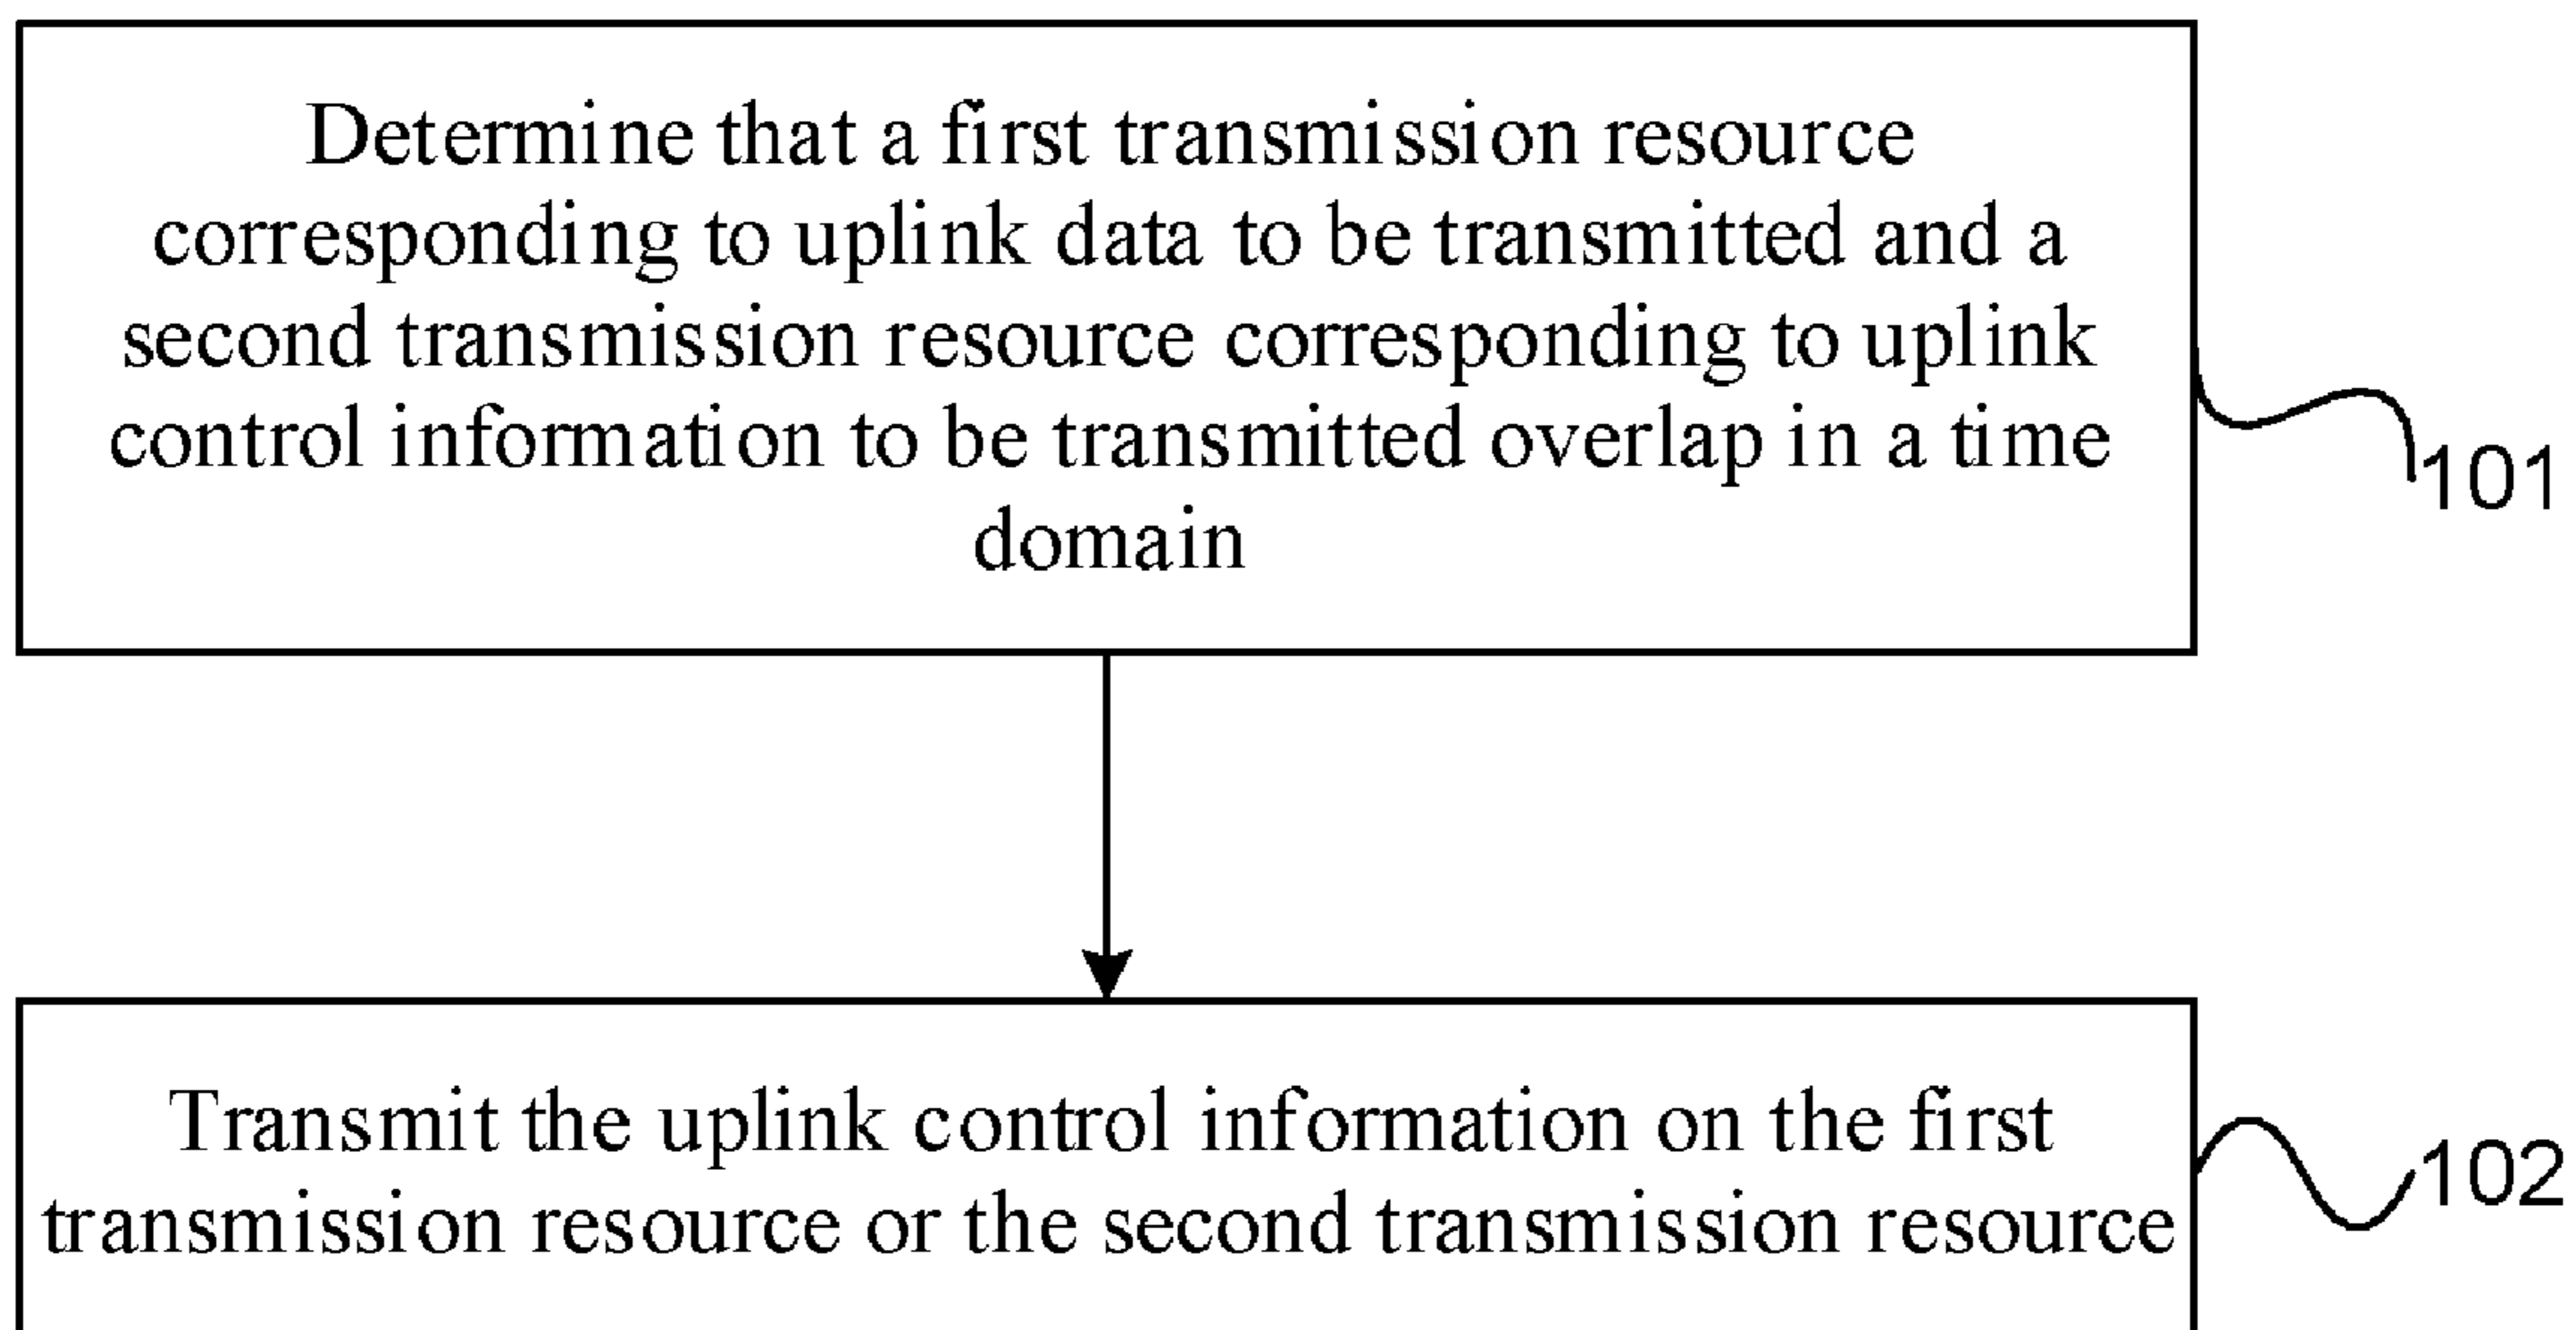 Determine that a first transmission resource
corresponding to uplink data to be transmitted and a
second transmission resource corresponding to uplink
control information to be transmitted overlap in a time
domain
101
Transmit the uplink control information on the first
transmission resource or the second transmission resource
102